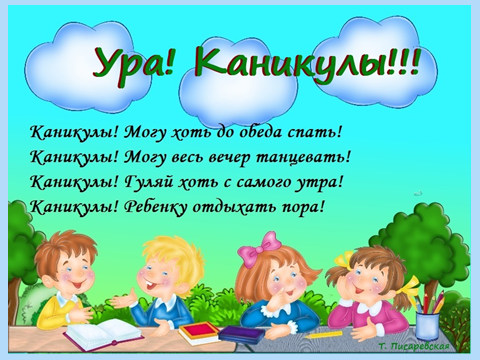 Ура! Каникулы!!!
Каникулы! Могу хоть до обеда спать!
Каникулы! Могу весь вечер танцевать!
Каникулы! Гуляй хоть с самого утра!
Каникулы! Ребенку отдыхать пора!
Т. Писаревская